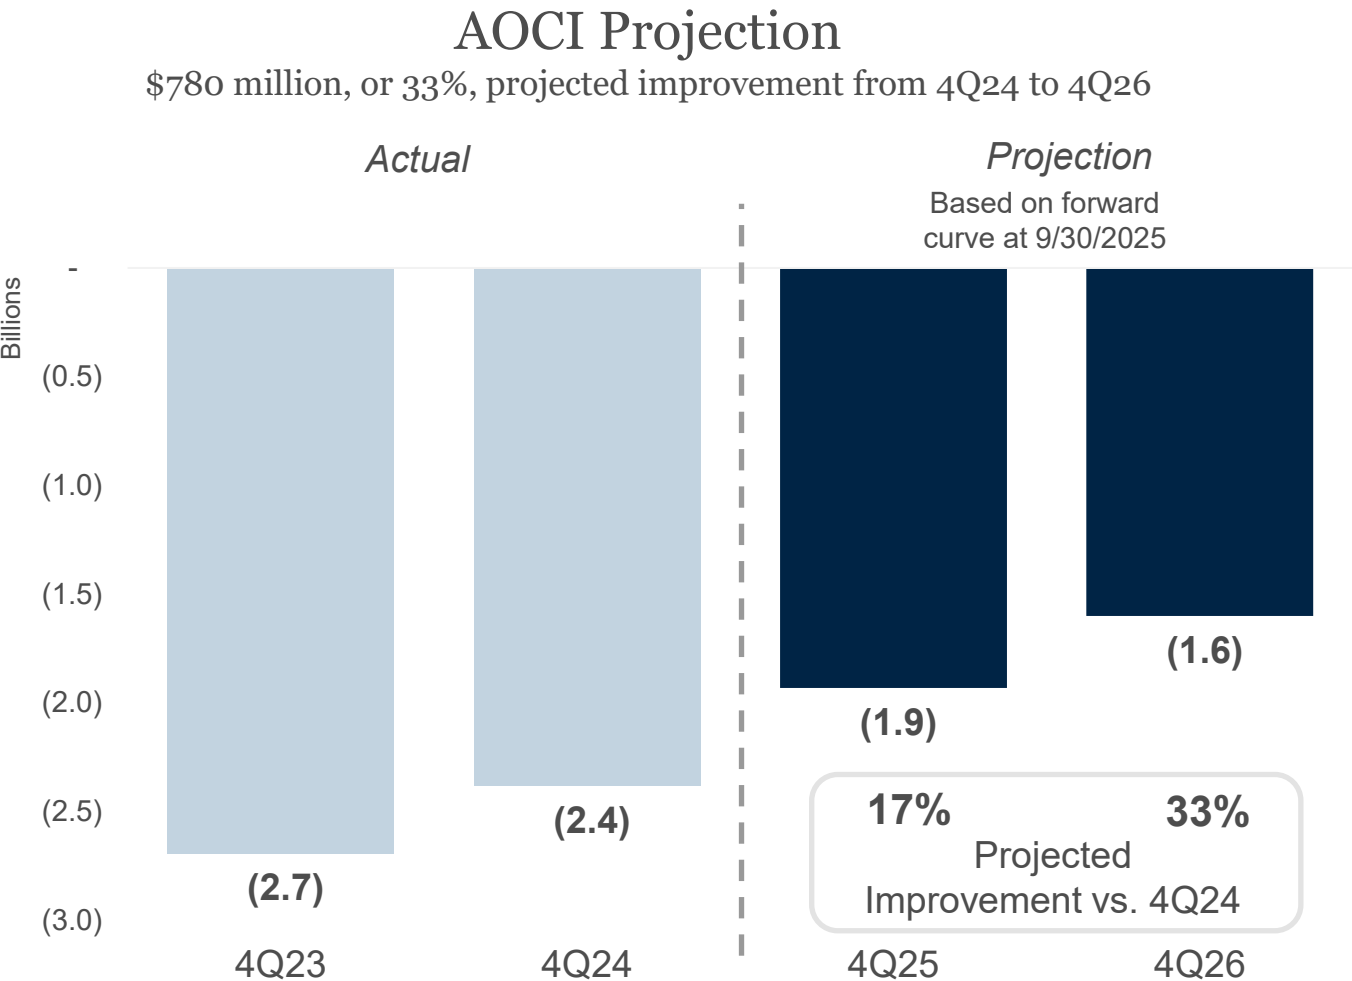 AOCI Projection
$780 million, or 33%, projected improvement from 4Q24 to 4Q26
Actual
Projection
Based on forward
curve at 9/30/2025
Billions
-
(0.5)
(1.0)
(1.5)
(2.0)
(2.5)
(3.0)
(2.7)
(2.4)
(1.9)
(1.6)
17% 33%
Projected
Improvement vs. 4Q24
4Q23 4Q24 4Q25 4Q26